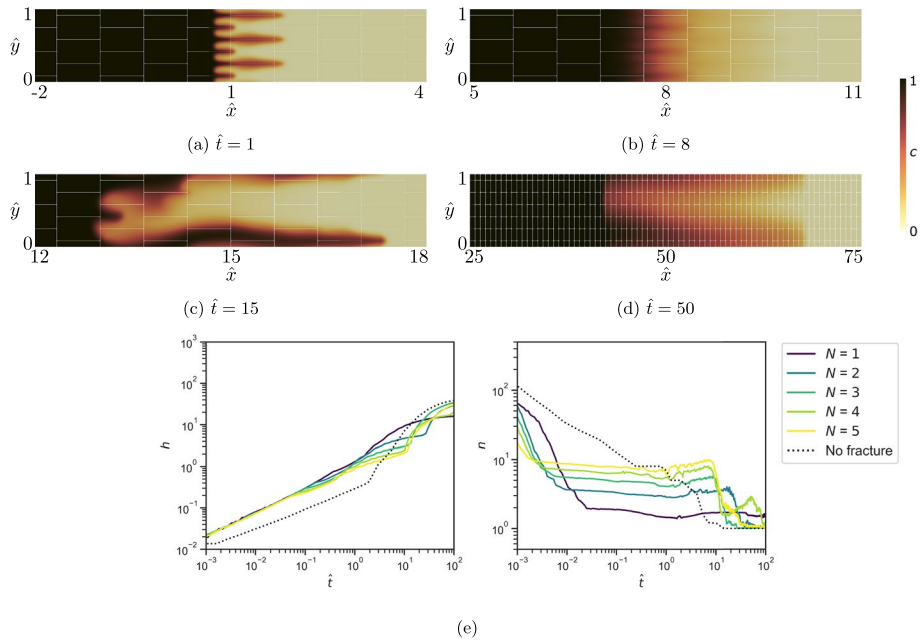 1
ŷ
0
-2 1 4
x̂
(a) t̂ = 1
1
ŷ
0
5 8 11
x̂
(b) t̂ = 8
1
c
0
1
ŷ
0
12 15 18
x̂
(c) t̂ = 15
1
ŷ
0
25 50 75
x̂
(d) t̂ = 50
10³
10²
10¹
10⁰
10⁻¹
10⁻²
h
10⁻³ 10⁻² 10⁻¹ 10⁰ 10¹ 10²
t̂
10²
10¹
10⁰
n
10⁻³ 10⁻² 10⁻¹ 10⁰ 10¹ 10²
t̂
N = 1
N = 2
N = 3
N = 4
N = 5
No fracture
(e)